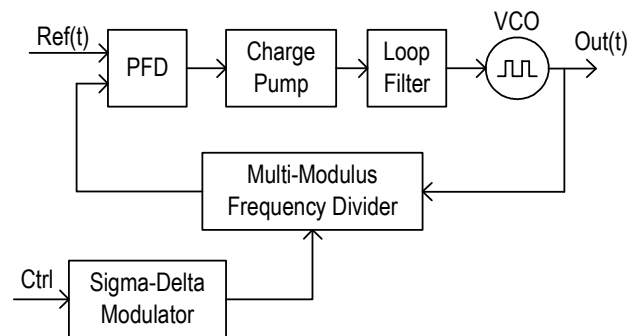 VCO
Ref(t)
PFD
Charge
Pump
Loop
Filter
Out(t)
Multi-Modulus
Frequency Divider
Ctrl
Sigma-Delta
Modulator